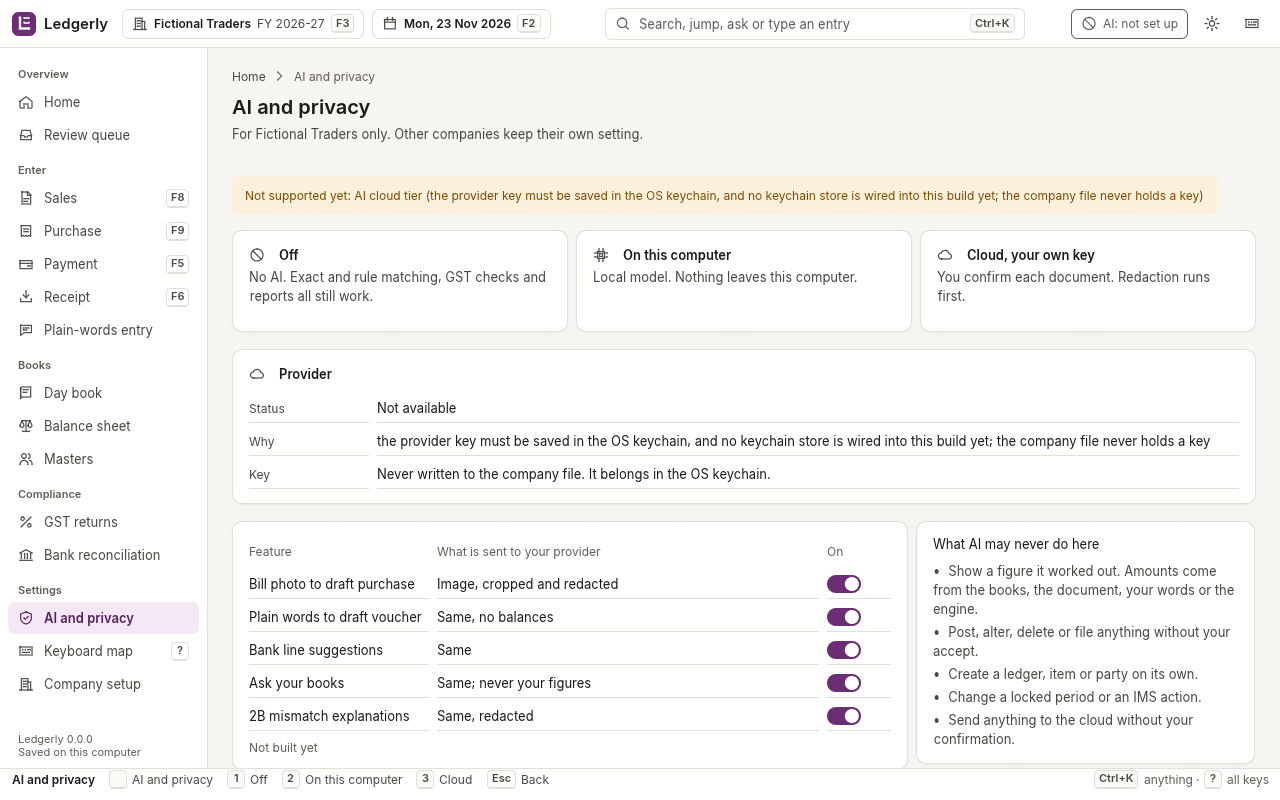 Ledgerly
Fictional Traders FY 2026-27 F3
Mon, 23 Nov 2026 F2
Search, jump, ask or type an entry Ctrl+K
AI: not set up
Overview
Home
Review queue
Enter
Sales F8
Purchase F9
Payment F5
Receipt F6
Plain-words entry
Books
Day book
Balance sheet
Masters
Compliance
GST returns
Bank reconciliation
Settings
AI and privacy
Keyboard map ?
Company setup
Ledgerly 0.0.0
Saved on this computer
Home AI and privacy
AI and privacy
For Fictional Traders only. Other companies keep their own setting.
Not supported yet: AI cloud tier (the provider key must be saved in the OS keychain, and no keychain store is wired into this build yet; the company file never holds a key)
Off
No AI. Exact and rule matching, GST checks and
reports all still work.
On this computer
Local model. Nothing leaves this computer.
Cloud, your own key
You confirm each document. Redaction runs
first.
Provider
Status Not available
Why the provider key must be saved in the OS keychain, and no keychain store is wired into this build yet; the company file never holds a key
Key Never written to the company file. It belongs in the OS keychain.
Feature What is sent to your provider On
Bill photo to draft purchase Image, cropped and redacted
Plain words to draft voucher Same, no balances
Bank line suggestions Same
Ask your books Same; never your figures
2B mismatch explanations Same, redacted
Not built yet
What AI may never do here
• Show a figure it worked out. Amounts come
from the books, the document, your words or the
engine.
• Post, alter, delete or file anything without your
accept.
• Create a ledger, item or party on its own.
• Change a locked period or an IMS action.
• Send anything to the cloud without your
confirmation.
AI and privacy AI and privacy 1 Off 2 On this computer 3 Cloud Esc Back
Ctrl+K anything · ? all keys